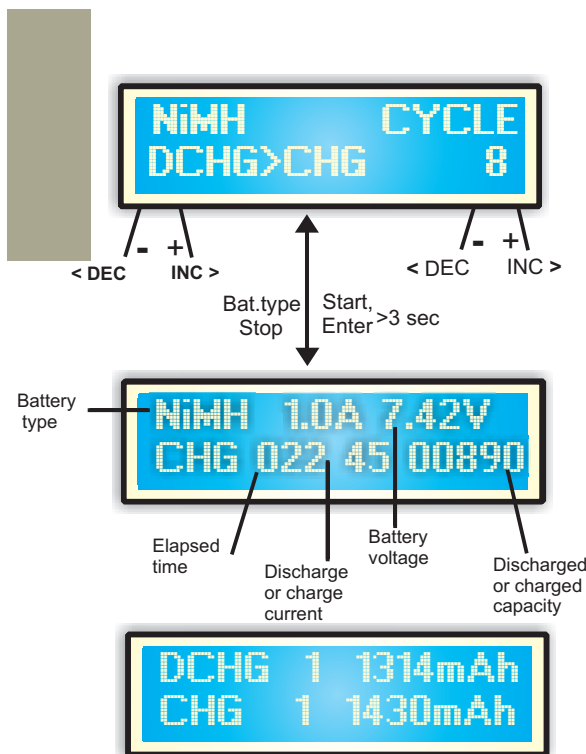 NiMH CYCLE
DCHG>CHG 8
- + - +
< DEC INC > < DEC INC >
Bat.type Start,
Stop Enter >3 sec
Battery
type
NiMH 1.0A 7.42V
CHG 022 45 00890
Elapsed
time
Discharge
or charge
current
Battery
voltage
Discharged
or charged
capacity
DCHG 1 1314mAh
CHG 1 1430mAh